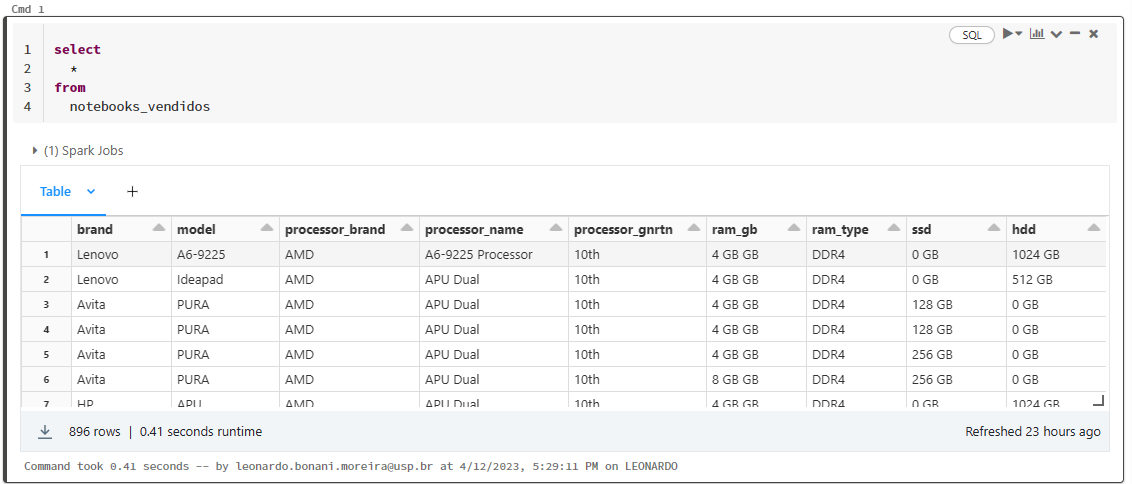 Cmd 1
SQL
1 select
2 *
3 from
4 notebooks_vendidos
(1) Spark Jobs
Table +
brand model processor_brand processor_name processor_gnrtn ram_gb ram_type ssd hdd
1 Lenovo A6-9225 AMD A6-9225 Processor 10th 4 GB GB DDR4 0 GB 1024 GB
2 Lenovo Ideapad AMD APU Dual 10th 4 GB GB DDR4 0 GB 512 GB
3 Avita PURA AMD APU Dual 10th 4 GB GB DDR4 128 GB 0 GB
4 Avita PURA AMD APU Dual 10th 4 GB GB DDR4 128 GB 0 GB
5 Avita PURA AMD APU Dual 10th 4 GB GB DDR4 256 GB 0 GB
6 Avita PURA AMD APU Dual 10th 8 GB GB DDR4 256 GB 0 GB
7 HP APU AMD APU Dual 10th 4 GB GB DDR4 0 GB 1024 GB
896 rows | 0.41 seconds runtime Refreshed 23 hours ago
Command took 0.41 seconds -- by leonardo.bonani.moreira@usp.br at 4/12/2023, 5:29:11 PM on LEONARDO